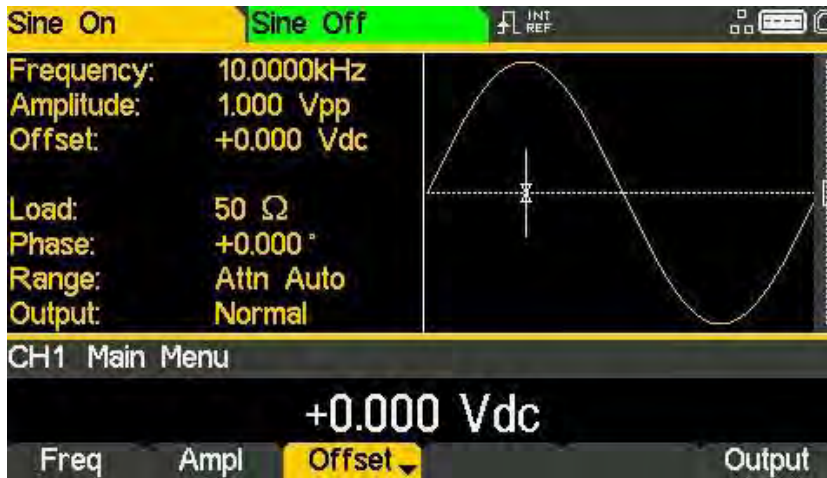 Sine On
Sine Off
INT
REF
Frequency: 10.0000kHz
Amplitude: 1.000 Vpp
Offset: +0.000 Vdc
Load: 50 Ω
Phase: +0.000 °
Range: Attn Auto
Output: Normal
CH1 Main Menu
+0.000 Vdc
Freq Ampl Offset Output